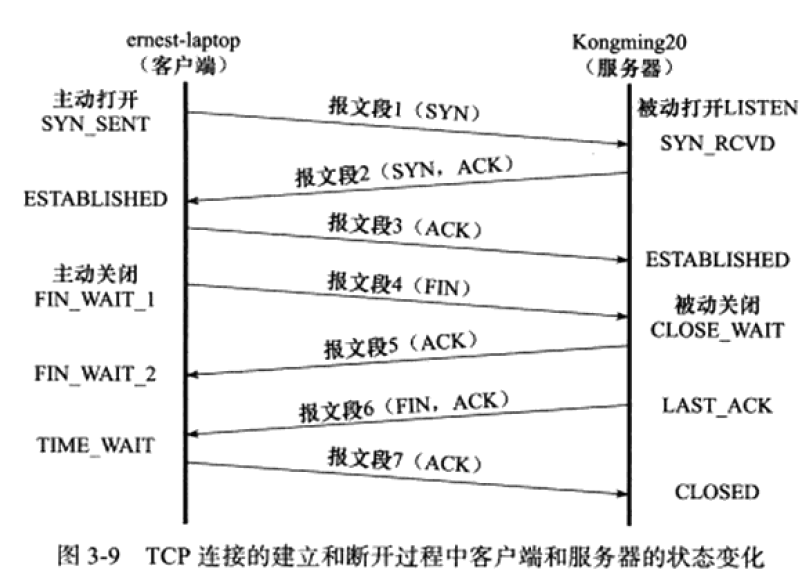 ernest-laptop
（客户端）
Kongming20
（服务器）
主动打开
SYN_SENT
报文段1（SYN）
被动打开LISTEN
SYN_RCVD
报文段2（SYN，ACK）
ESTABLISHED
报文段3（ACK）
ESTABLISHED
主动关闭
FIN_WAIT_1
报文段4（FIN）
被动关闭
CLOSE_WAIT
报文段5（ACK）
FIN_WAIT_2
报文段6（FIN，ACK）
LAST_ACK
TIME_WAIT
报文段7（ACK）
CLOSED
图 3-9 TCP 连接的建立和断开过程中客户端和服务器的状态变化